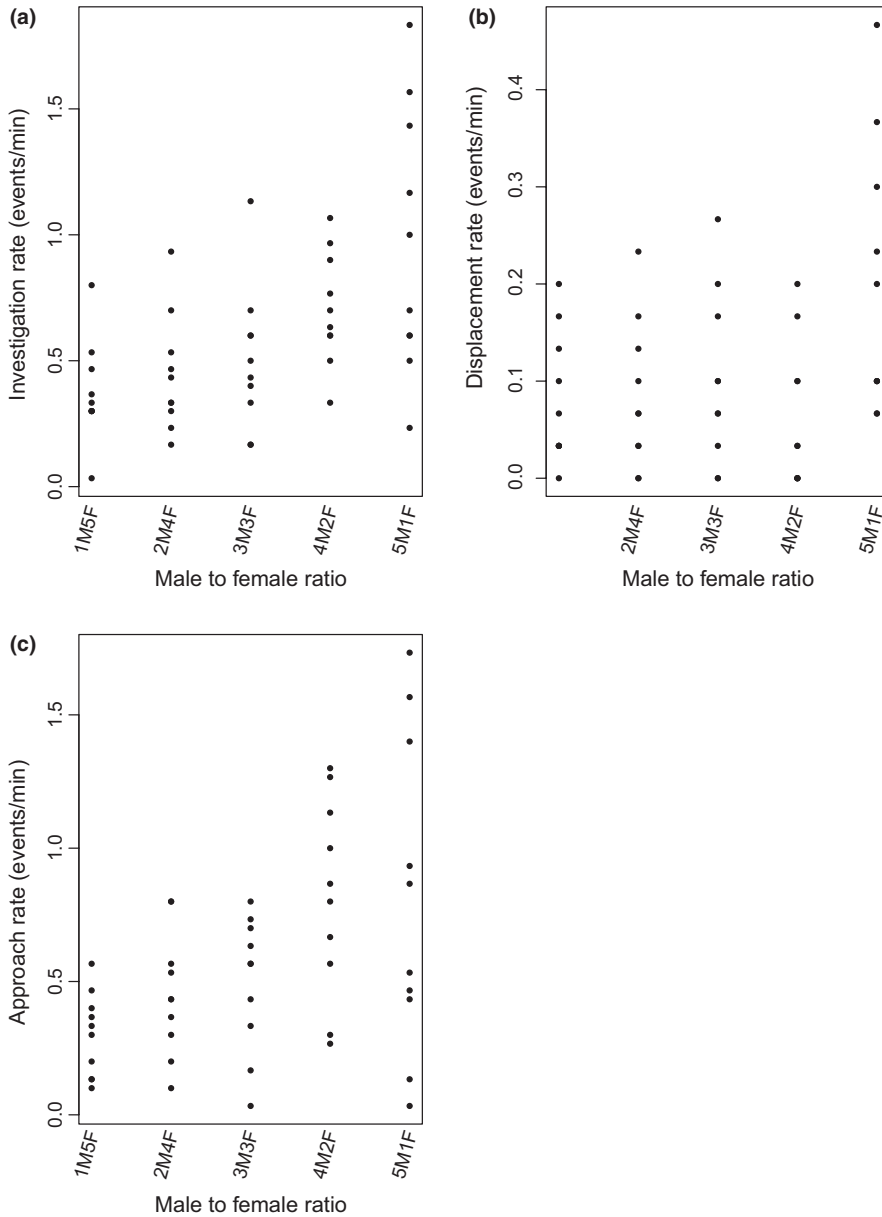 (a)
Investigation rate (events/min)
1.5
1.0
0.5
0.0
1M5F
2M4F
3M3F
4M2F
5M1F
Male to female ratio
(b)
Displacement rate (events/min)
0.4
0.3
0.2
0.1
0.0
2M4F
3M3F
4M2F
5M1F
Male to female ratio
(c)
Approach rate (events/min)
1.5
1.0
0.5
0.0
1M5F
2M4F
3M3F
4M2F
5M1F
Male to female ratio